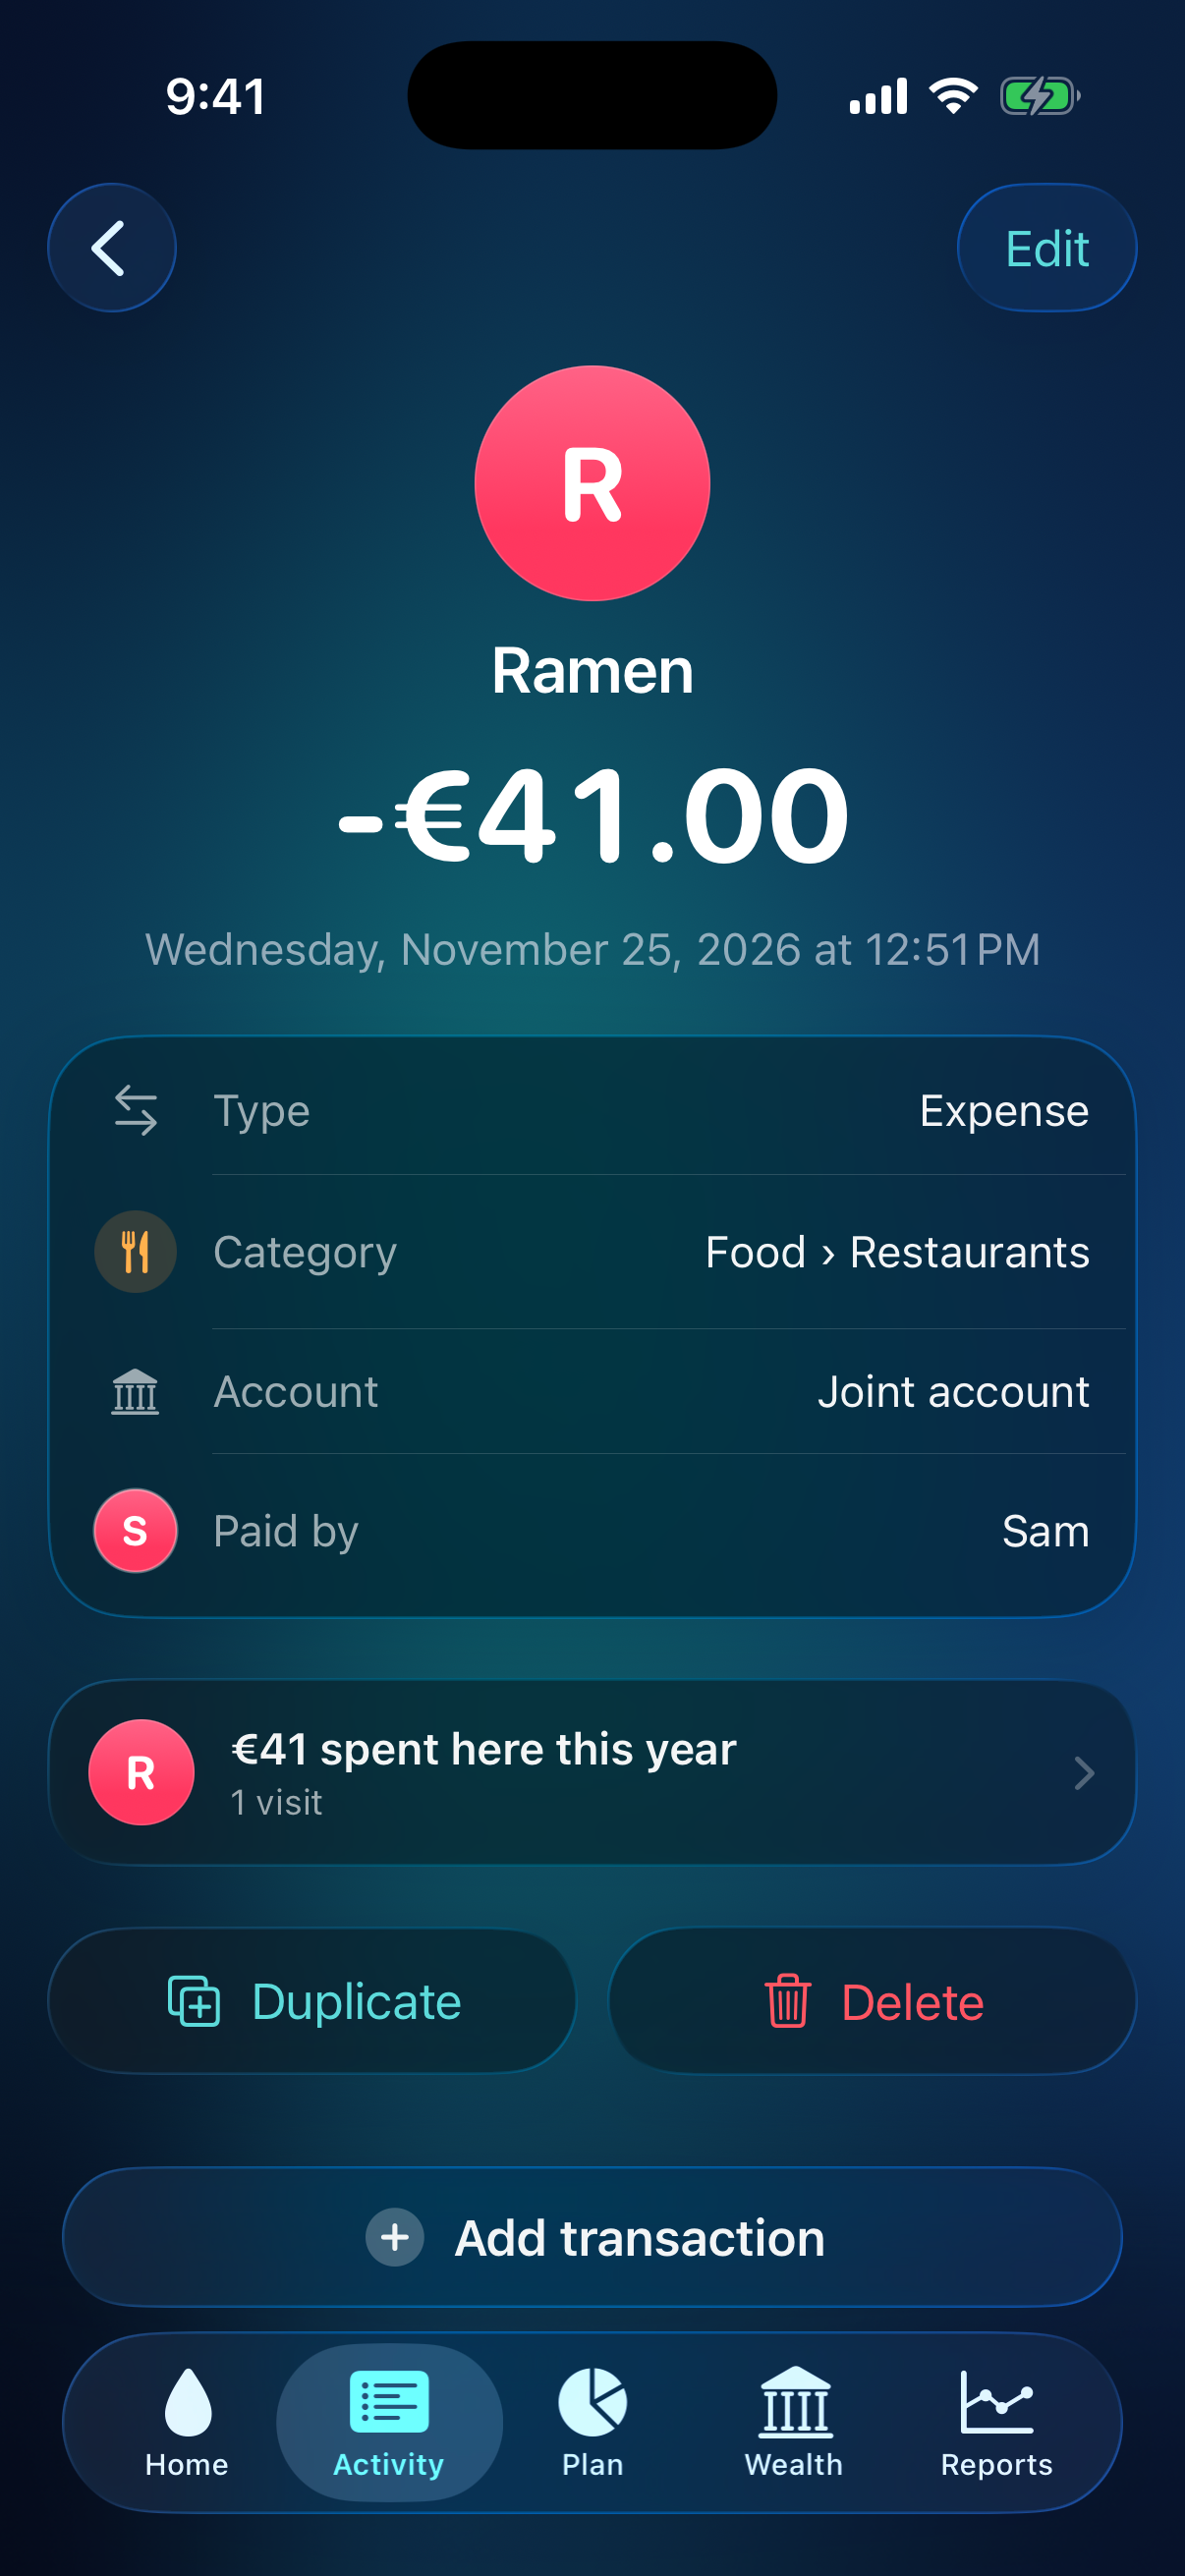 9:41
Edit
R
Ramen
-€41.00
Wednesday, November 25, 2026 at 12:51 PM
Type Expense
Category Food › Restaurants
Account Joint account
S Paid by Sam
R
€41 spent here this year
1 visit
Duplicate Delete
Add transaction
Home Activity Plan Wealth Reports